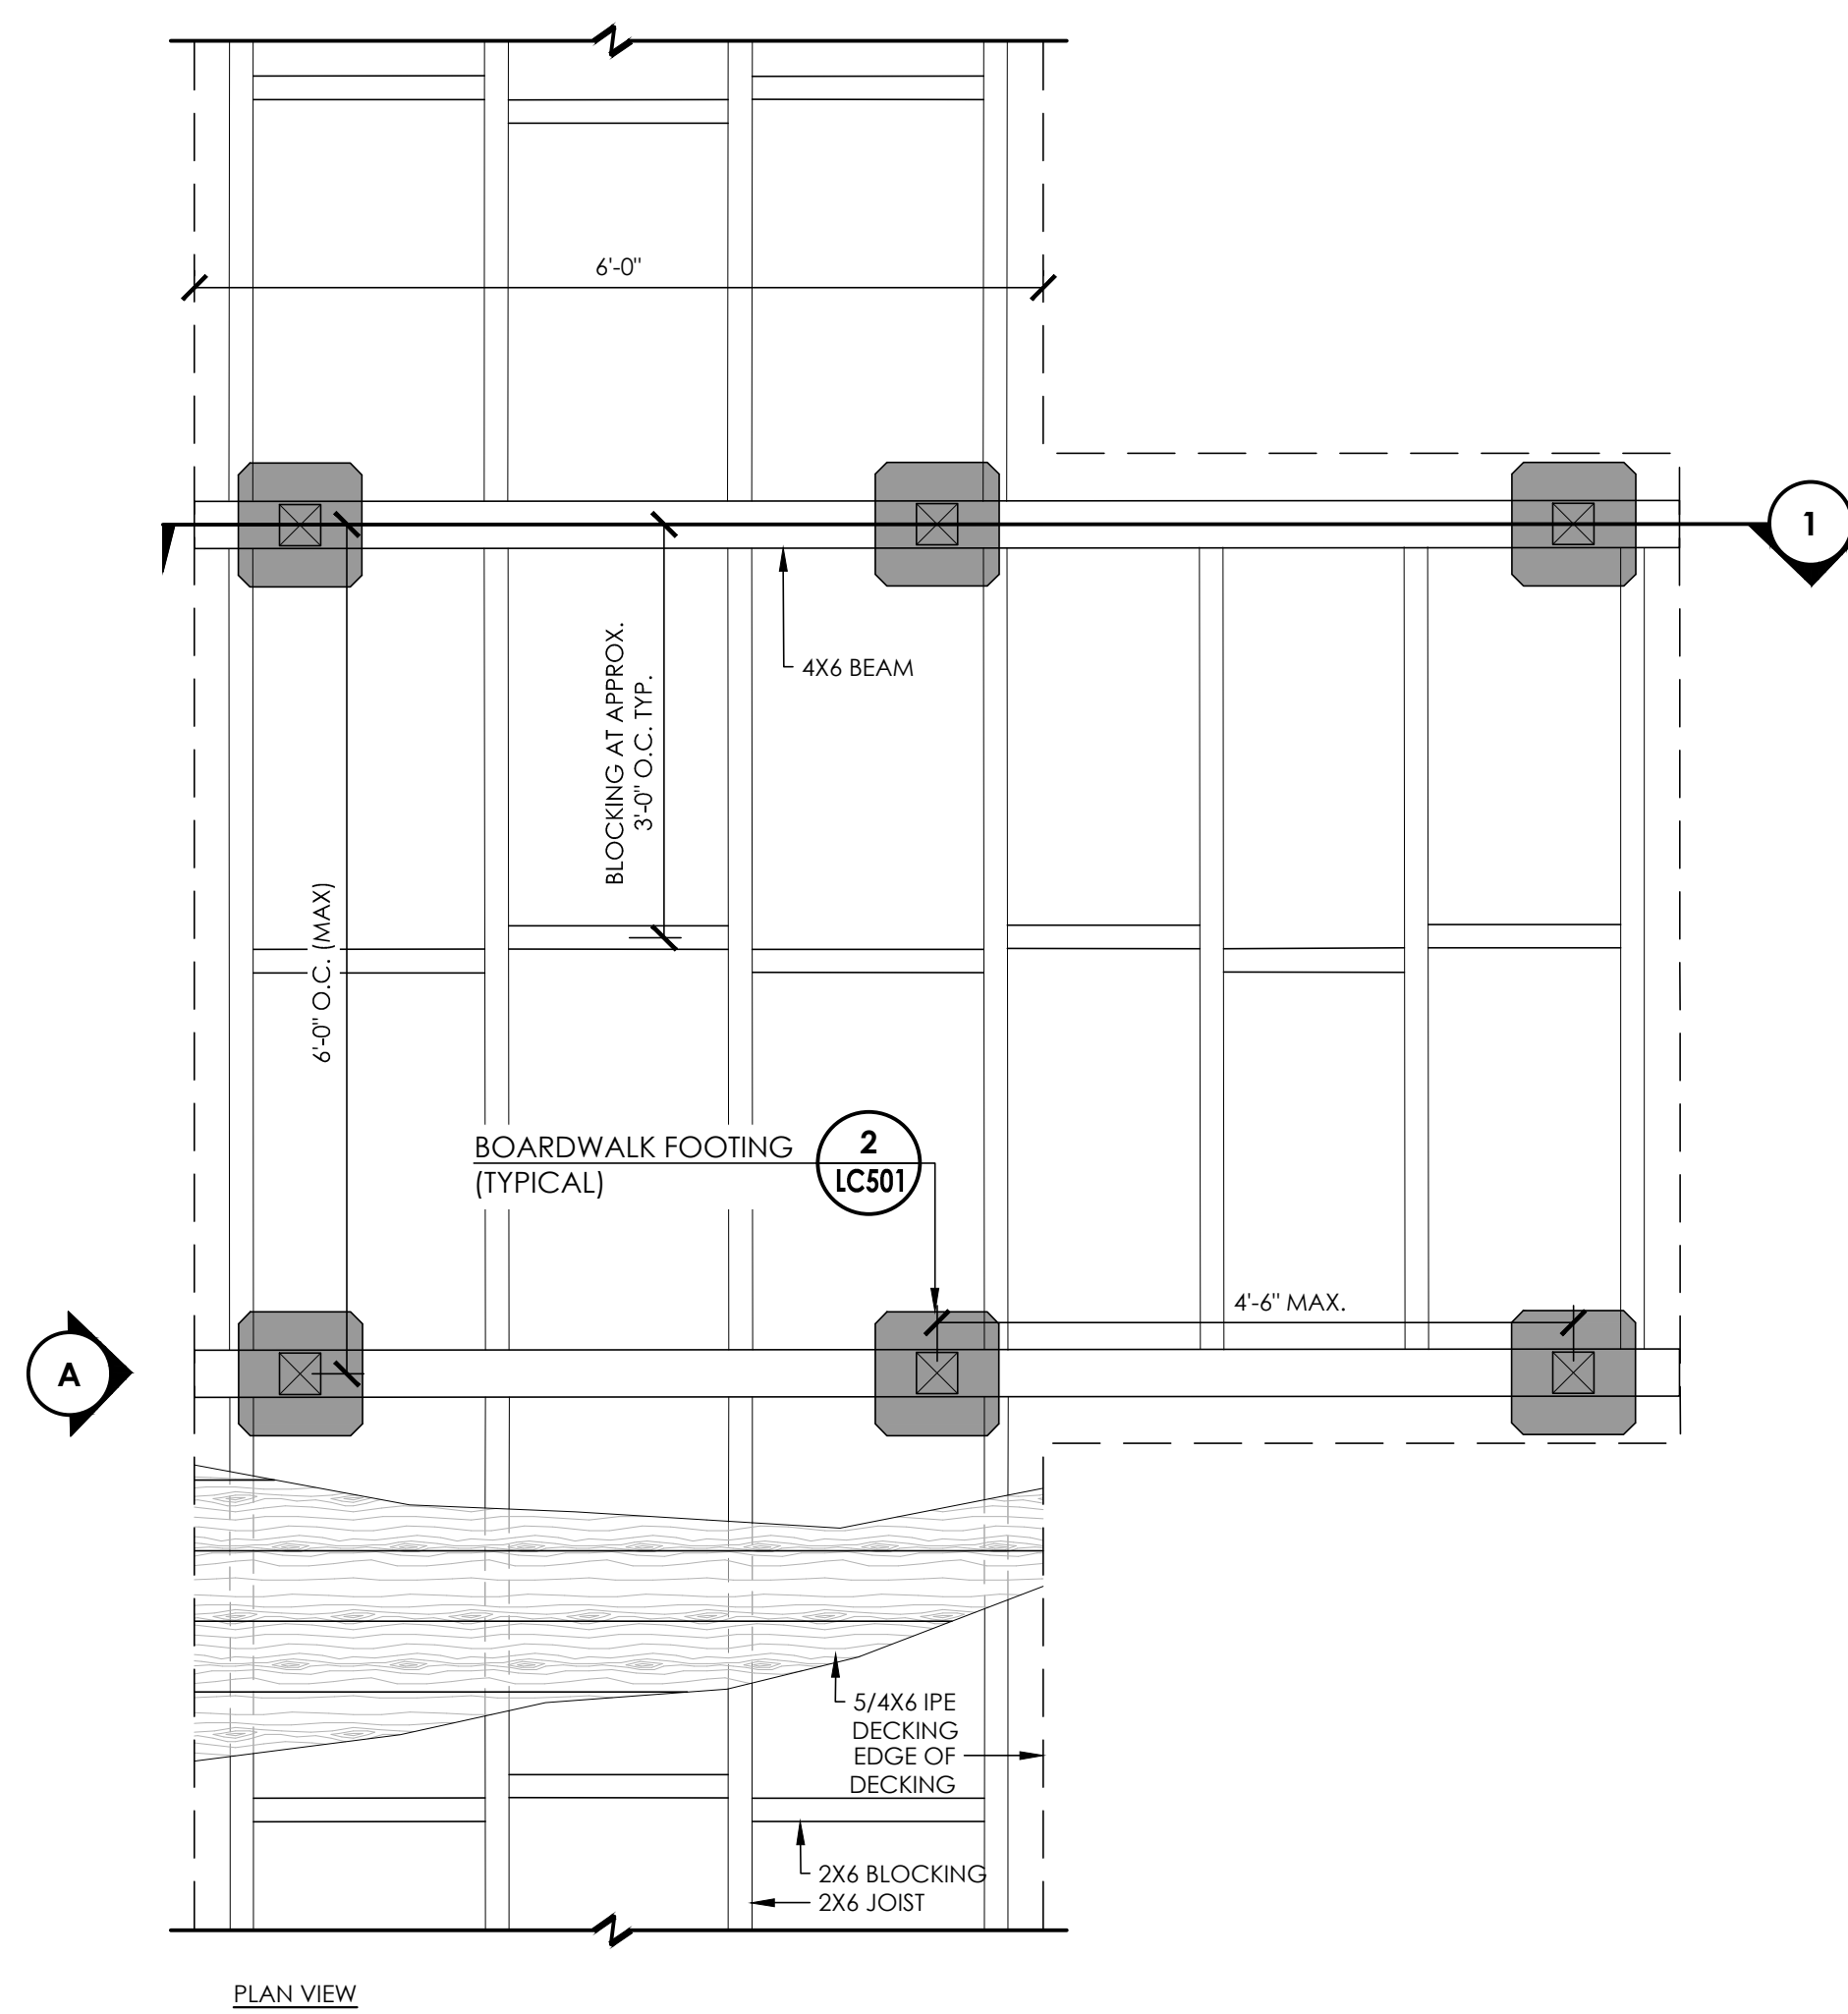 6'-0"
1
4X6 BEAM
BLOCKING AT APPROX.
3'-0" O.C. TYP.
6'-0" O.C. (MAX)
BOARDWALK FOOTING
(TYPICAL)
2
LC501
4'-6" MAX.
A
5/4X6 IPE
DECKING
EDGE OF
DECKING
2X6 BLOCKING
2X6 JOIST
PLAN VIEW